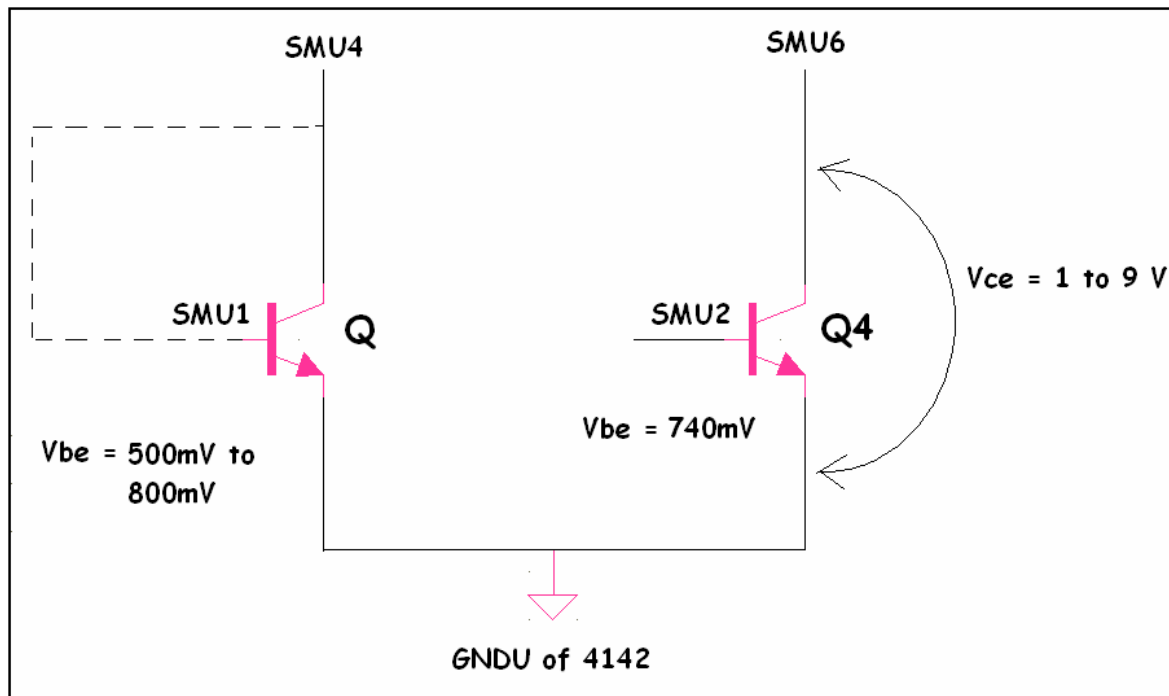 SMU4
SMU6
Vce = 1 to 9 V
SMU1
Q
SMU2
Q4
Vbe = 740mV
Vbe = 500mV to
800mV
GNDU of 4142